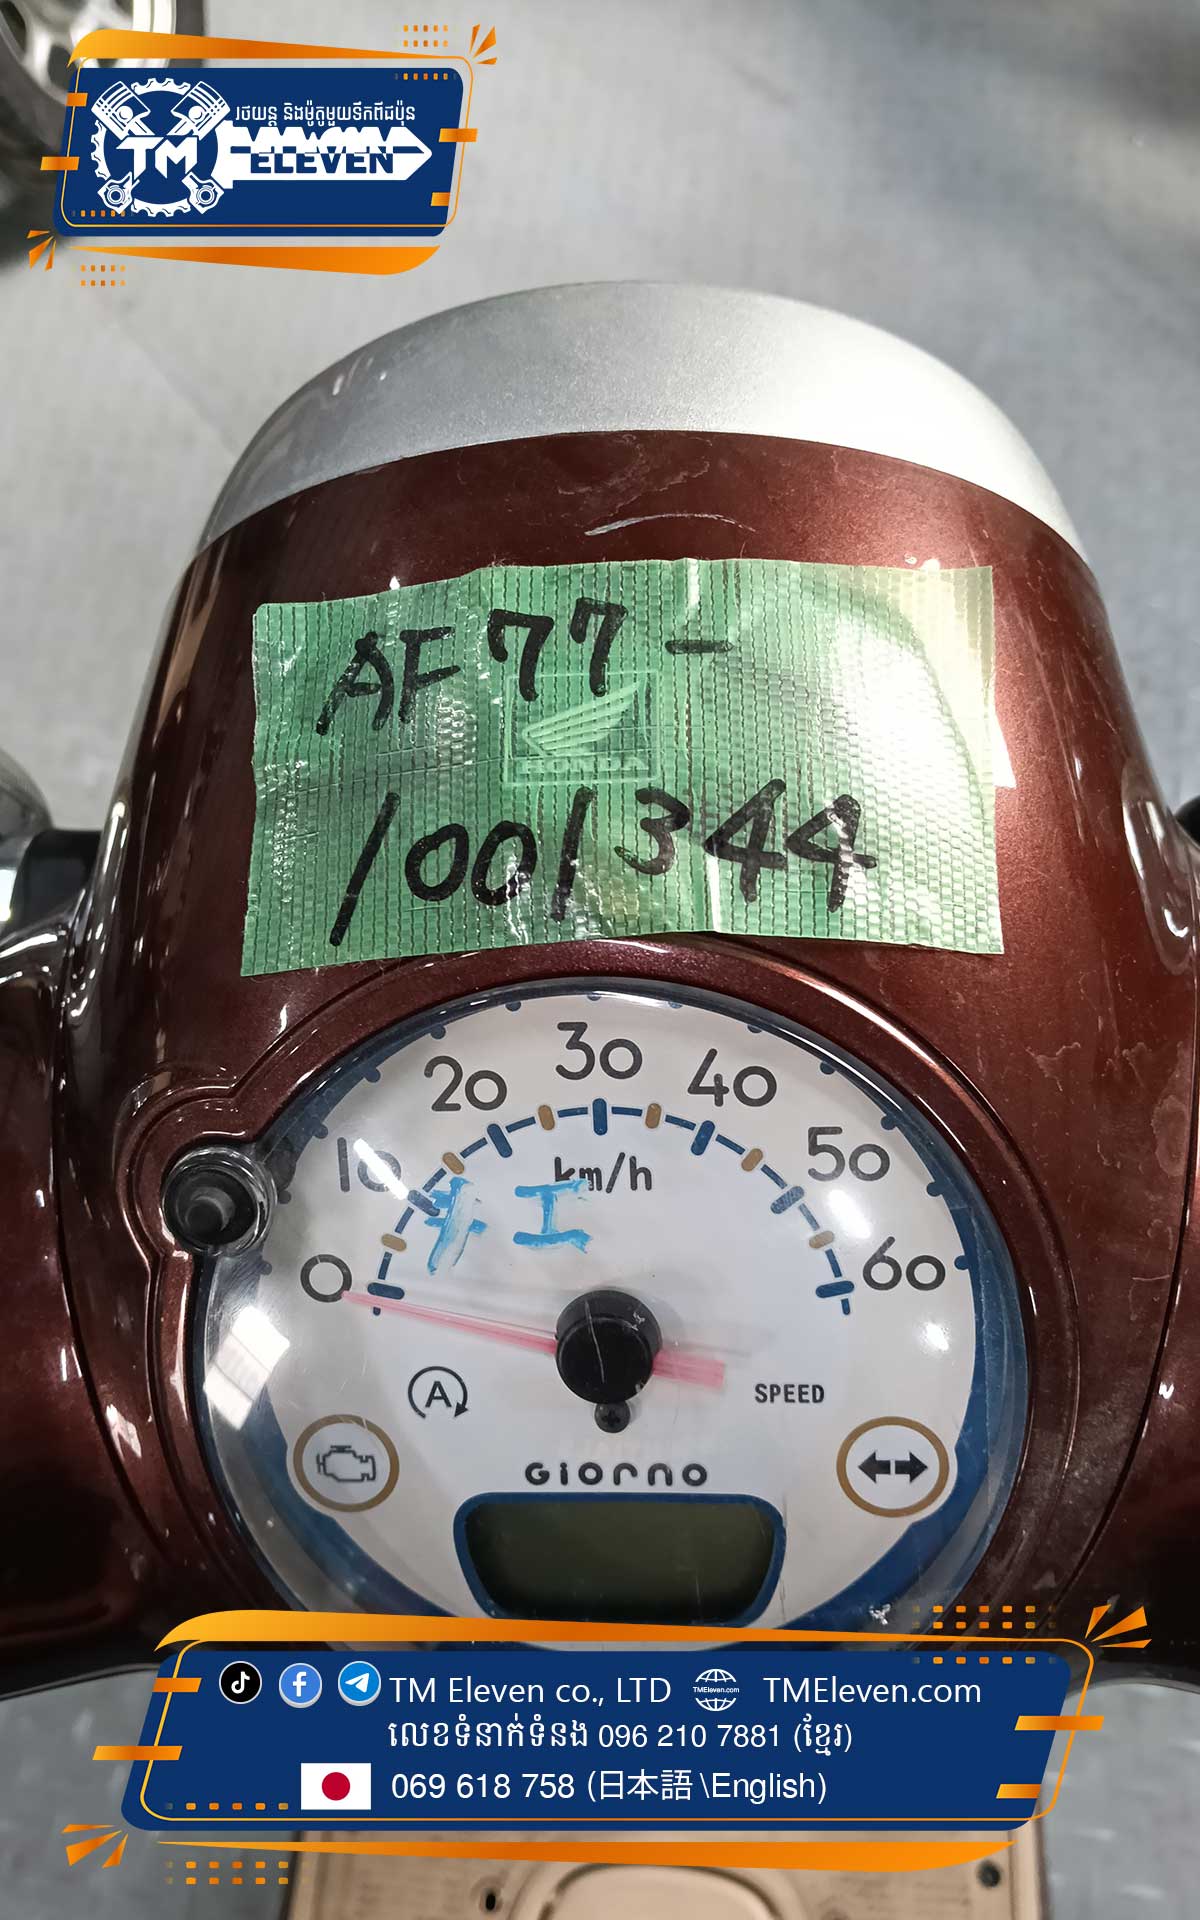 រថយន្ត និងម៉ូតូមួយទឹកពីជប៉ុន
TM ELEVEN
AF77-
HONDA
1001344
0 10 20 30 40 50 60
km/h
エ
A
SPEED
Giorno
TM Eleven co., LTD TMEleven.com TMEleven.com
លេខទំនាក់ទំនង 096 210 7881 (ខ្មែរ)
069 618 758 (日本語 \English)